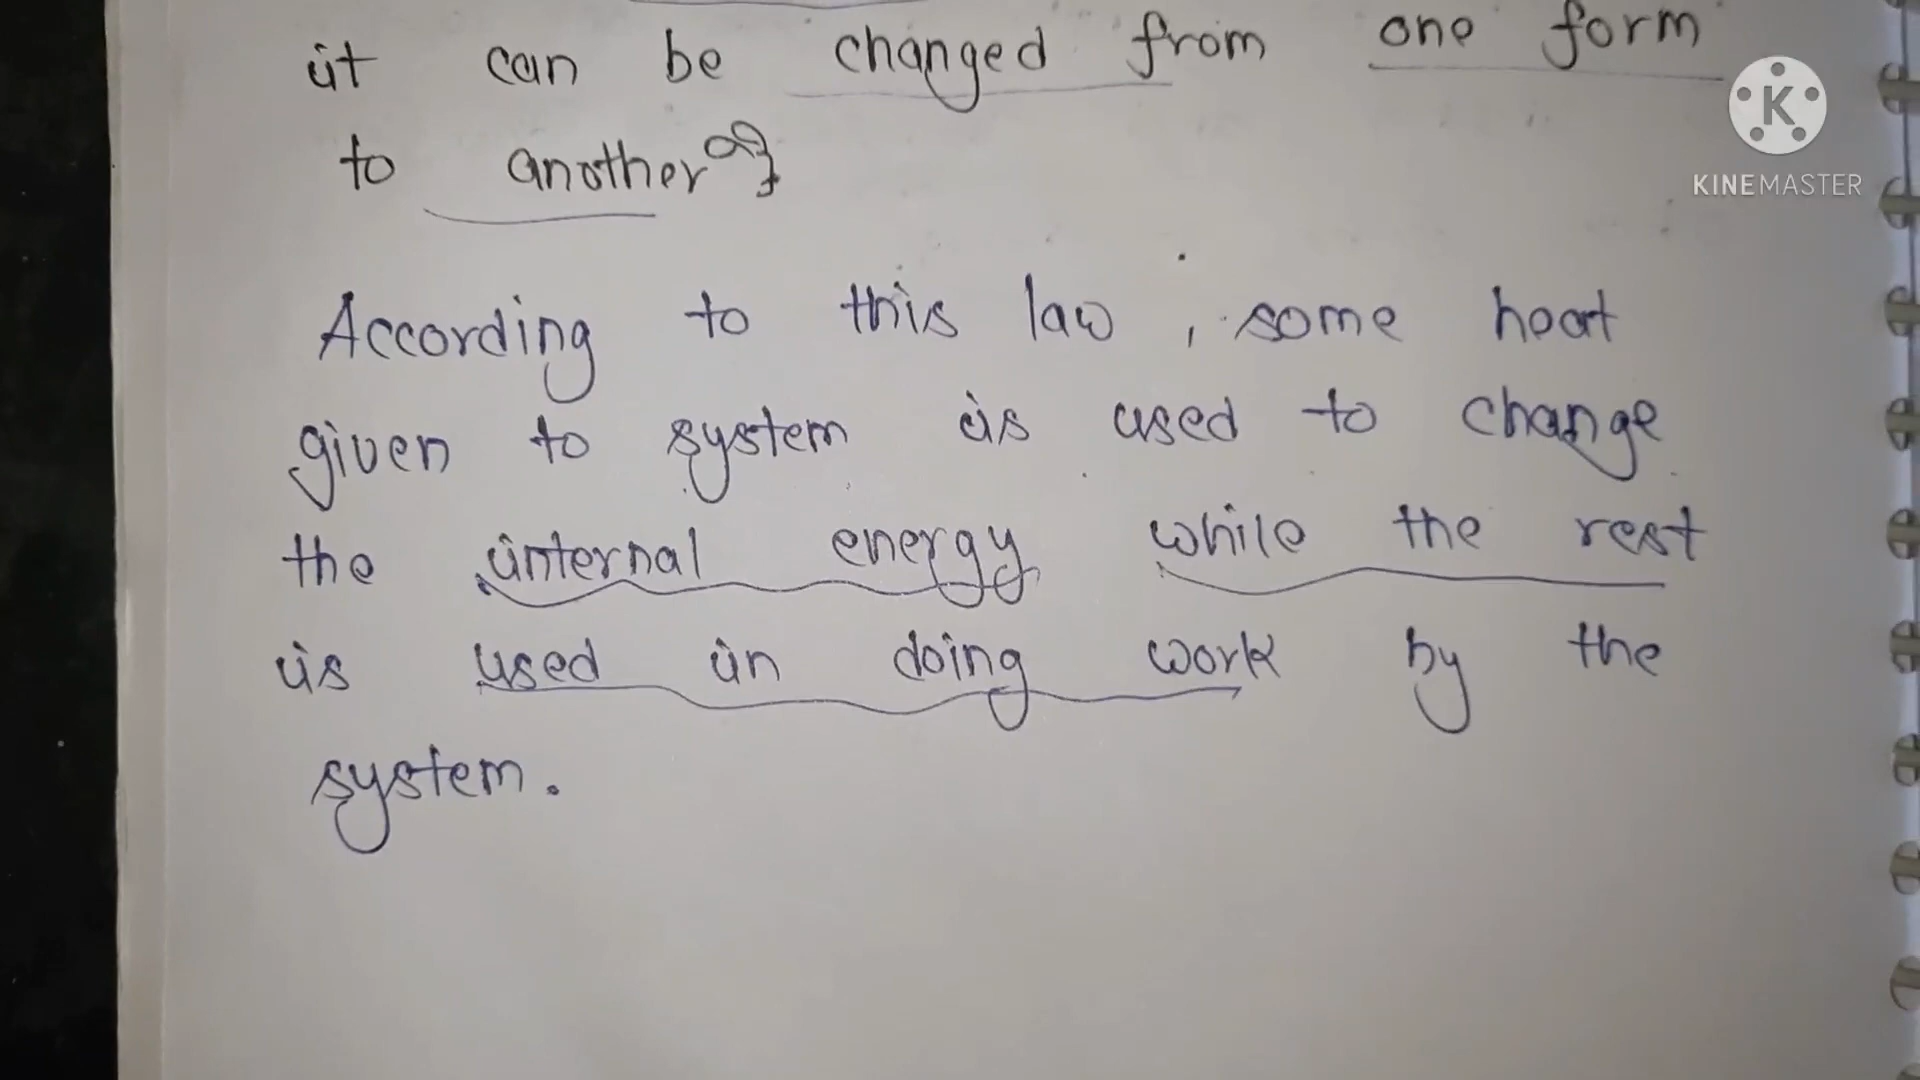 it can be changed from one form
to another"}
According to this law, some heat
given to system is used to change
the internal energy while the rest
is used in doing work by the
system.
K
KINEMASTER